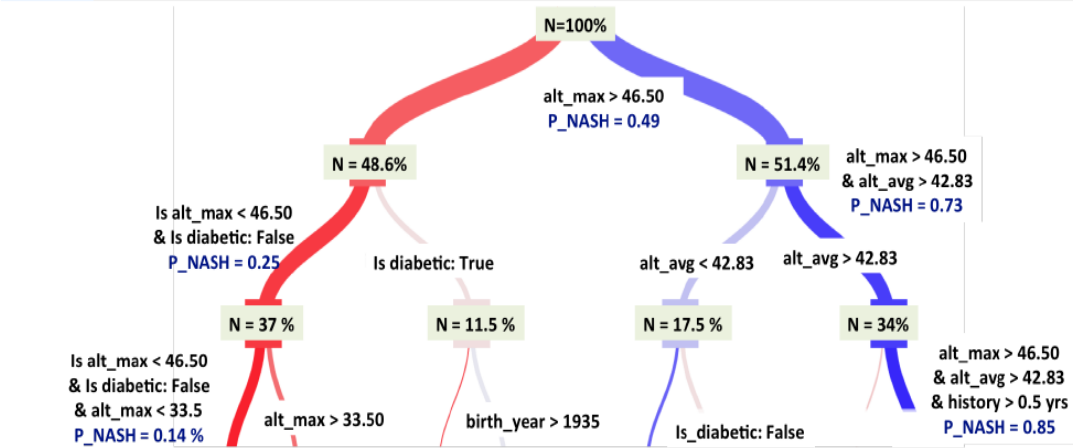 N=100%
alt_max > 46.50
P_NASH = 0.49
N = 48.6%
N = 51.4%
alt_max > 46.50
& alt_avg > 42.83
P_NASH = 0.73
Is alt_max < 46.50
& Is diabetic: False
P_NASH = 0.25
Is diabetic: True
alt_avg < 42.83
alt_avg > 42.83
N = 37 %
N = 11.5 %
N = 17.5 %
N = 34%
Is alt_max < 46.50
& Is diabetic: False
& alt_max < 33.5
P_NASH = 0.14 %
alt_max > 33.50
birth_year > 1935
Is_diabetic: False
alt_max > 46.50
& alt_avg > 42.83
& history > 0.5 yrs
P_NASH = 0.85